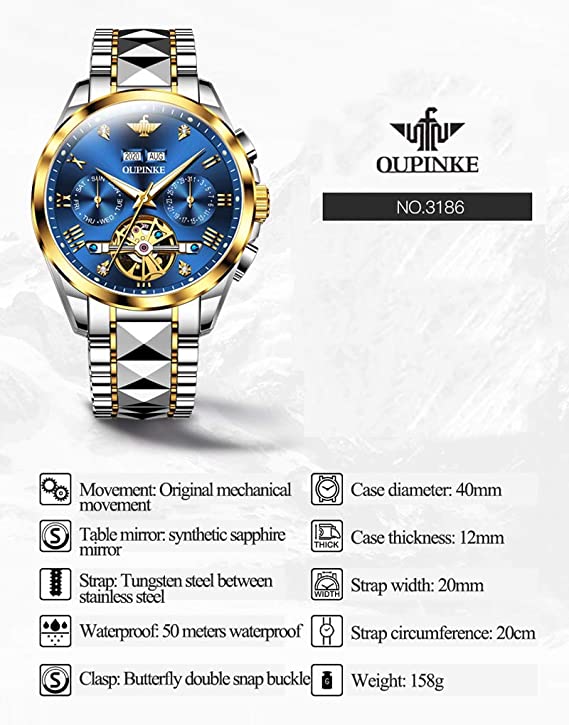 2020 AUG
OUPINKE
OUPINKE
NO.3186
Movement: Original mechanical
movement
Table mirror: synthetic sapphire
mirror
Strap: Tungsten steel between
stainless steel
Waterproof: 50 meters waterproof
Clasp: Butterfly double snap buckle
Case diameter: 40mm
THICK
Case thickness: 12mm
WIDTH
Strap width: 20mm
Strap circumference: 20cm
Weight: 158g